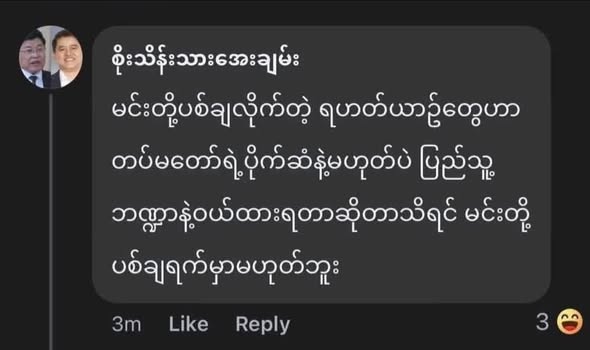 စိုးသိန်းသားအေးချမ်း
မင်းတို့ပစ်ချလိုက်တဲ့ ရဟတ်ယာဉ်တွေဟာ
တပ်မတော်ရဲ့ပိုက်ဆံနဲ့မဟုတ်ပဲ ပြည်သူ့
ဘဏ္ဍာနဲ့ဝယ်ထားရတာဆိုတာသိရင် မင်းတို့
ပစ်ချရက်မှာမဟုတ်ဘူး
3m Like Reply 3